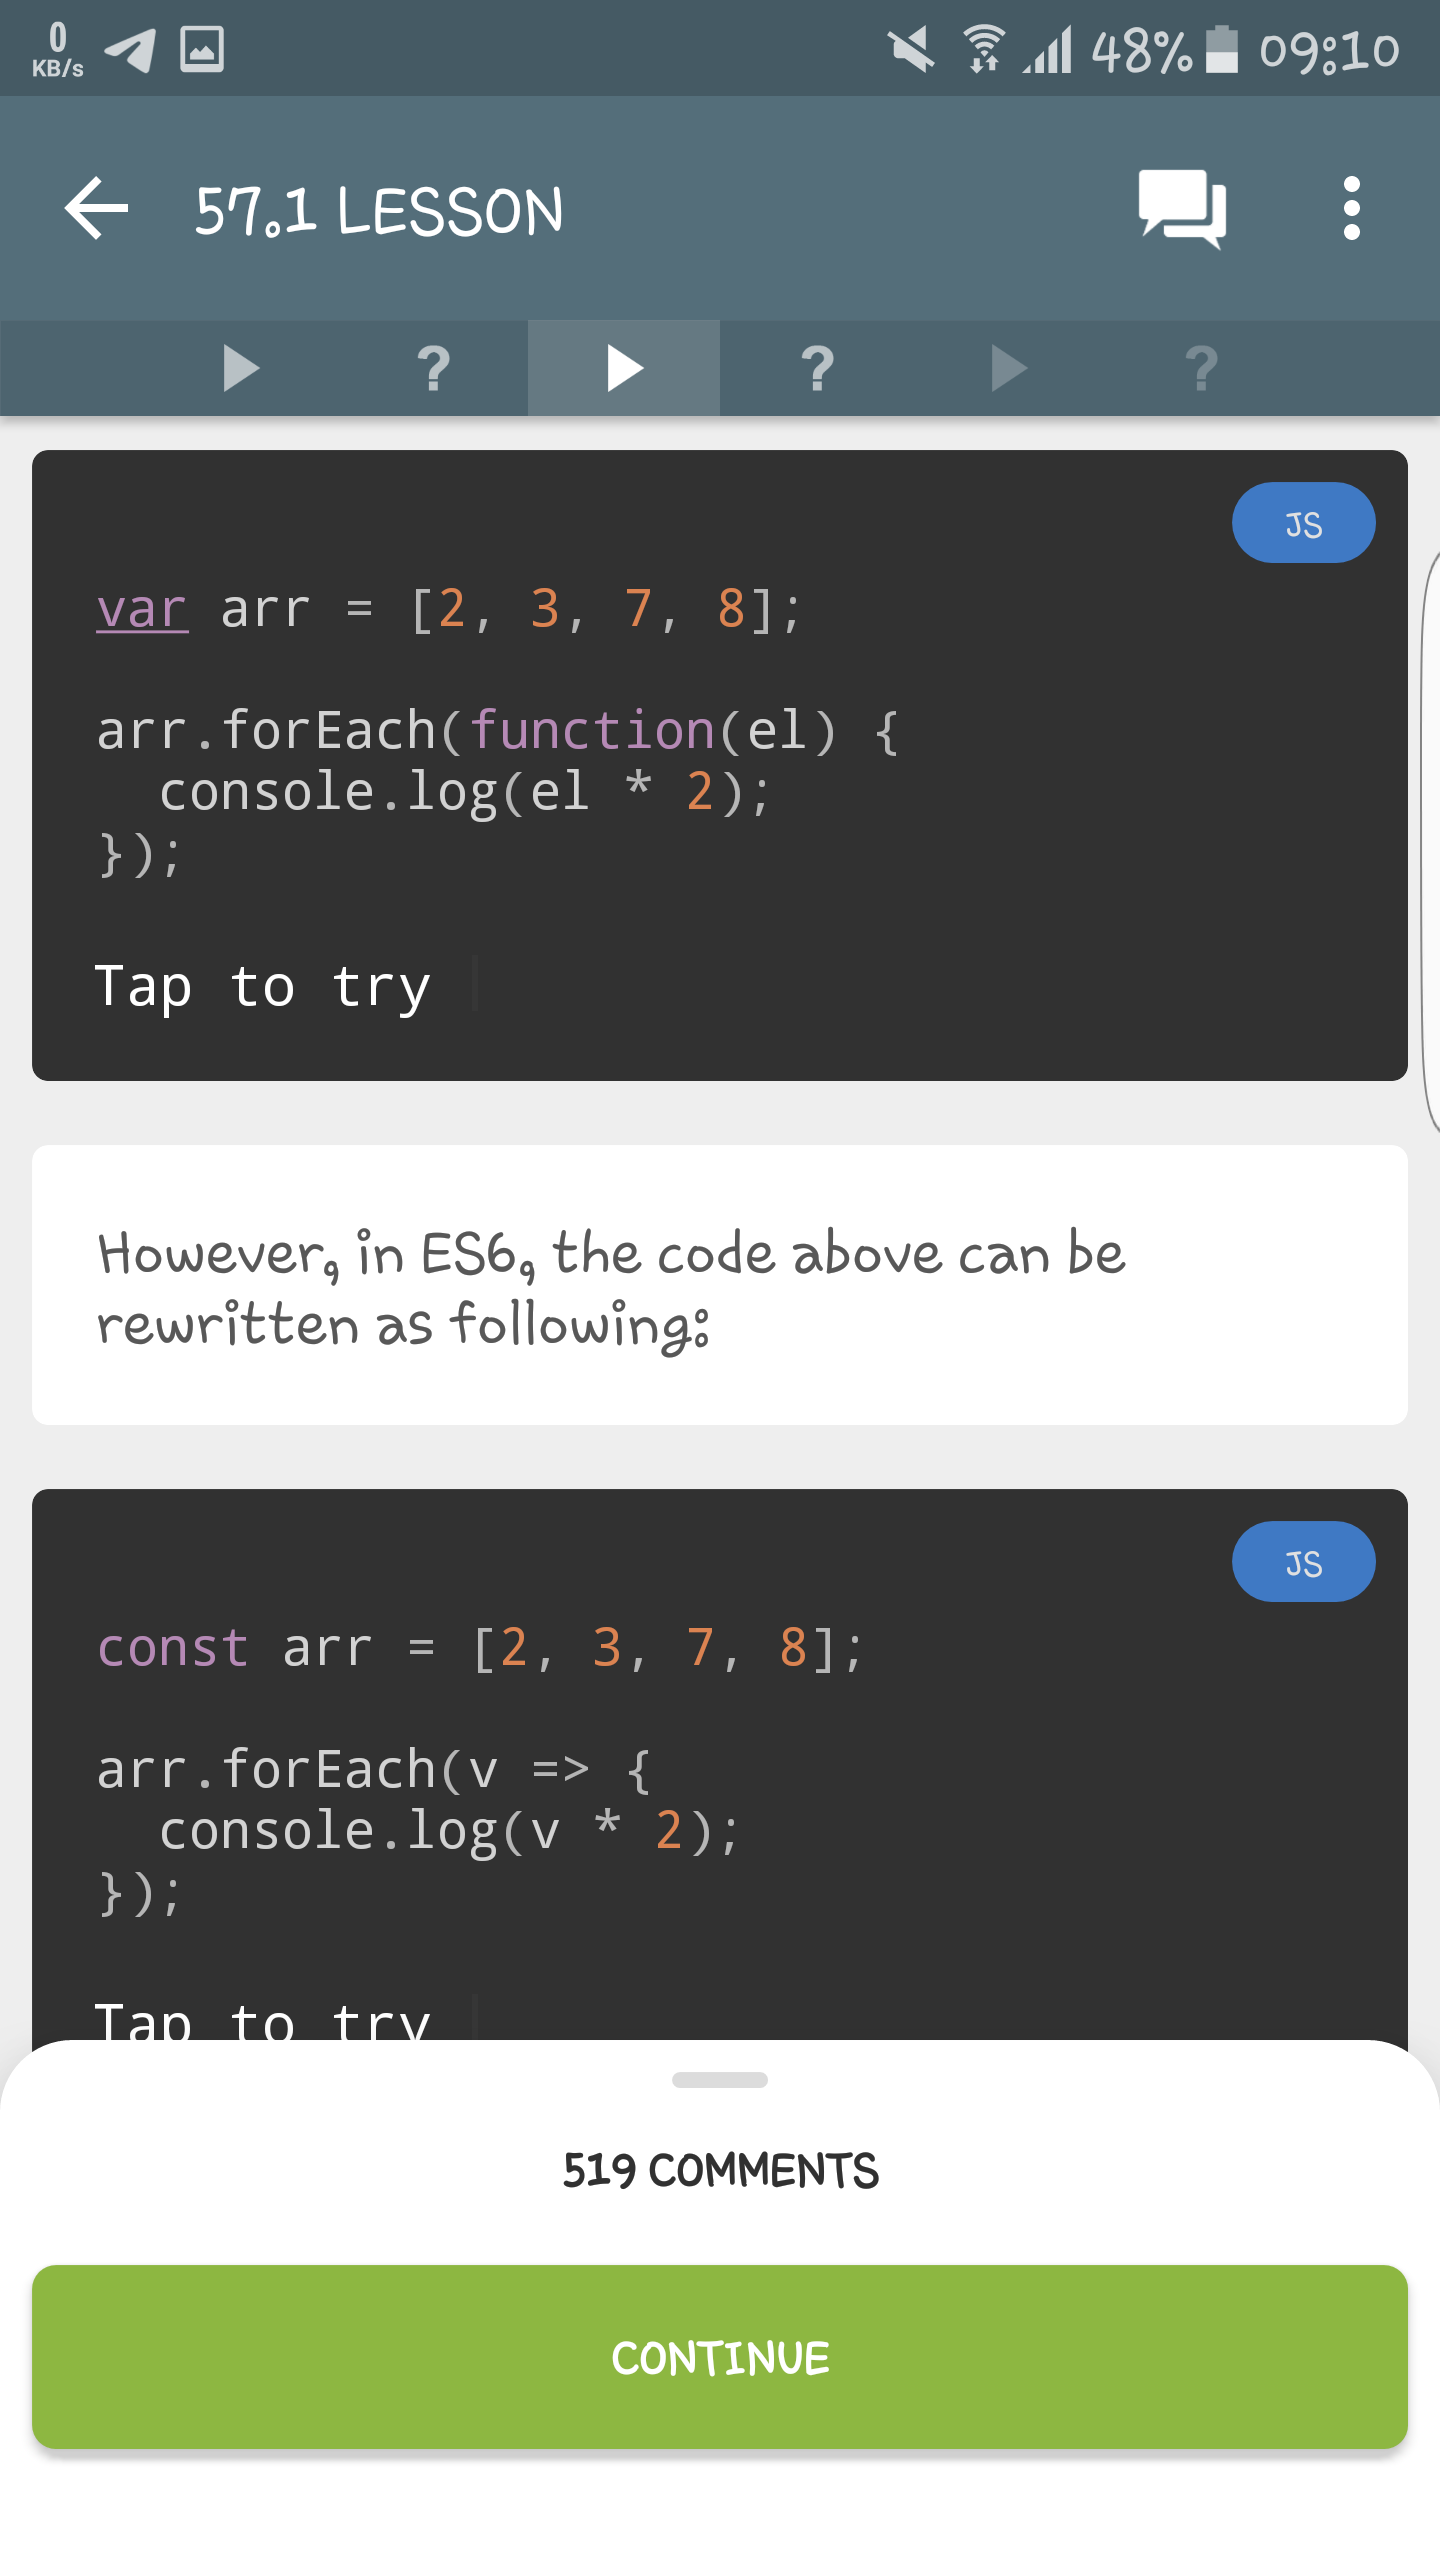 0
KB/s
48%
09:10
57.1 LESSON
?
?
?
JS
var arr = [2, 3, 7, 8];
arr.forEach(function(el) {
  console.log(el * 2);
});
Tap to try
However, in ES6, the code above can be
rewritten as following:
JS
const arr = [2, 3, 7, 8];
arr.forEach(v => {
  console.log(v * 2);
});
Tap to try
519 COMMENTS
CONTINUE